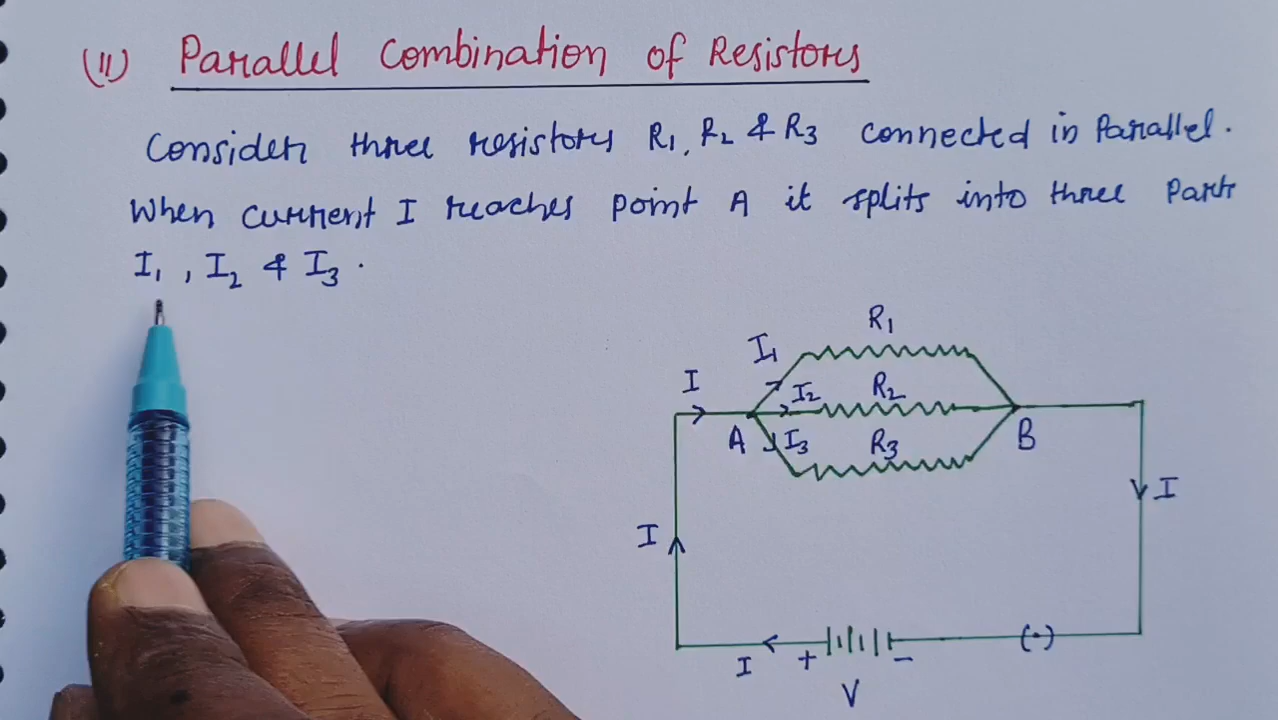 (II) Parallel Combination of Resistors
Consider three resistors R1, R2 & R3 connected in Parallel.
When current I reaches point A it splits into three Parts
I1, I2 & I3.
R1
I1
I
I2
R2
A
I3
R3
B
I
I
(·)
I
+
−
V